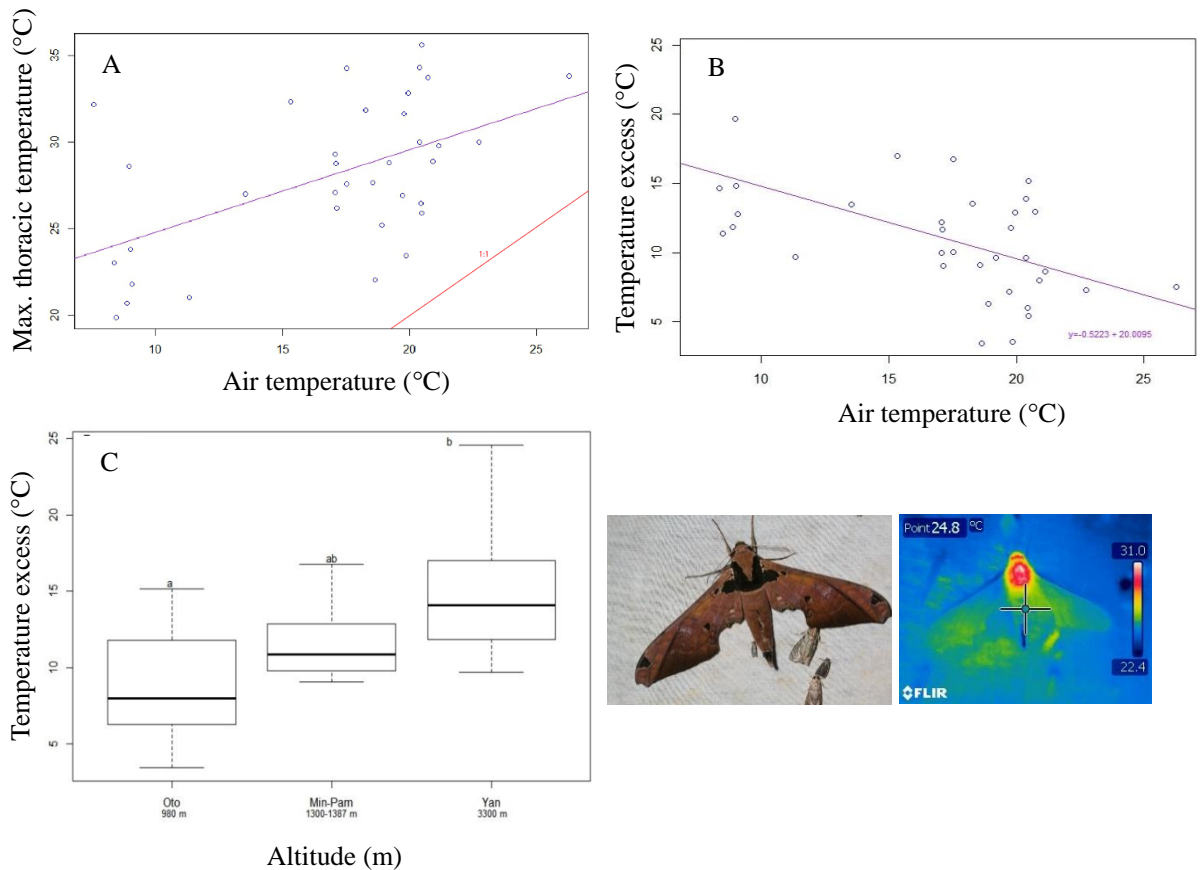 A
Max. thoracic temperature (°C)
35
30
25
20
1:1
10
15
20
25
Air temperature (°C)
B
Temperature excess (°C)
25
20
15
10
5
y=-0.5223 + 20.0095
10
15
20
25
Air temperature (°C)
C
Temperature excess (°C)
25
20
15
10
5
a
ab
b
Oto
980 m
Min-Pam
1300-1387 m
Yan
3300 m
Altitude (m)
Point 24.8 °C
31.0
22.4
FLIR